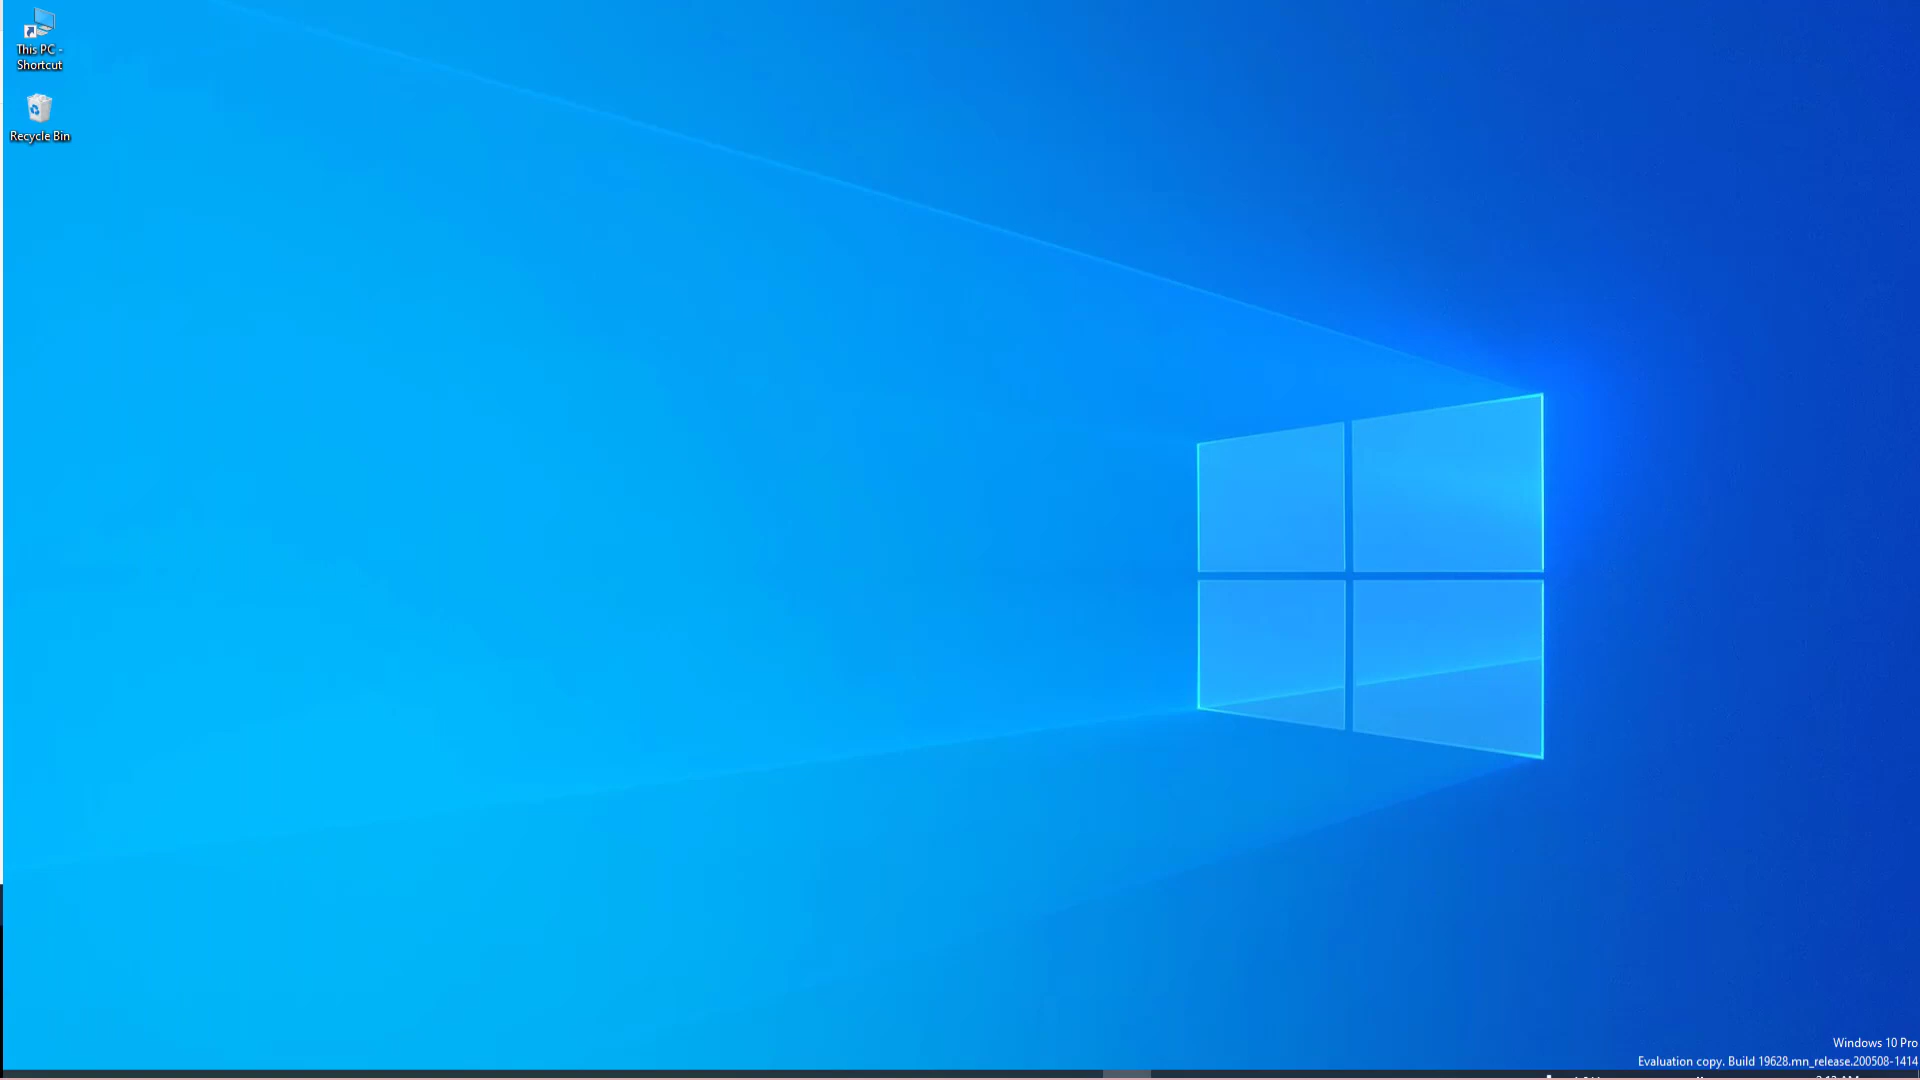 This PC -
Shortcut
Recycle Bin
Windows 10 Pro
Evaluation copy. Build 19628.mn_release.200508-1414